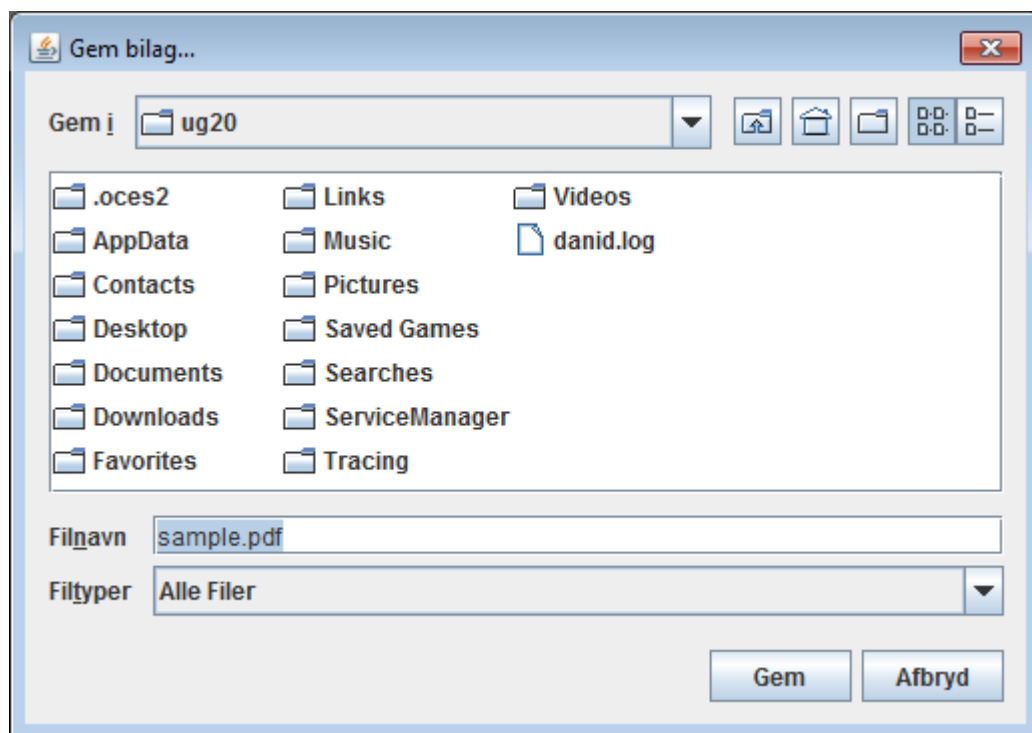 Gem bilag...
Gem i ug20
.oces2 Links Videos
AppData Music danid.log
Contacts Pictures
Desktop Saved Games
Documents Searches
Downloads ServiceManager
Favorites Tracing
Filnavn sample.pdf
Filtyper Alle Filer
Gem Afbryd